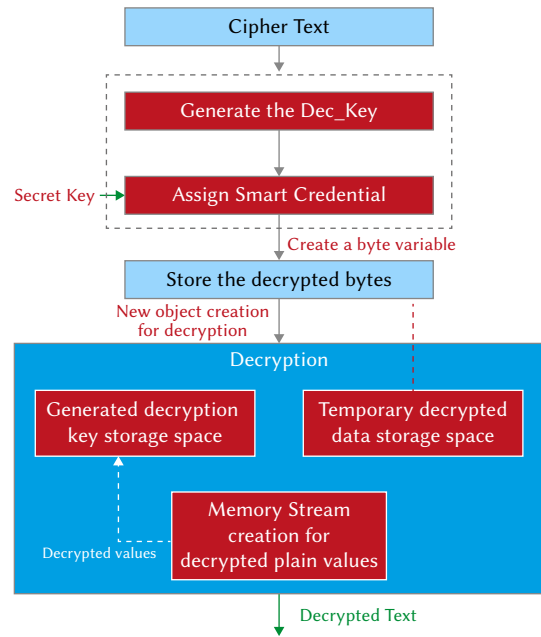 Cipher Text
Generate the Dec_Key
Secret Key
Assign Smart Credential
Create a byte variable
Store the decrypted bytes
New object creation
for decryption
Decryption
Generated decryption
key storage space
Temporary decrypted
data storage space
Memory Stream
creation for
decrypted plain values
Decrypted values
Decrypted Text